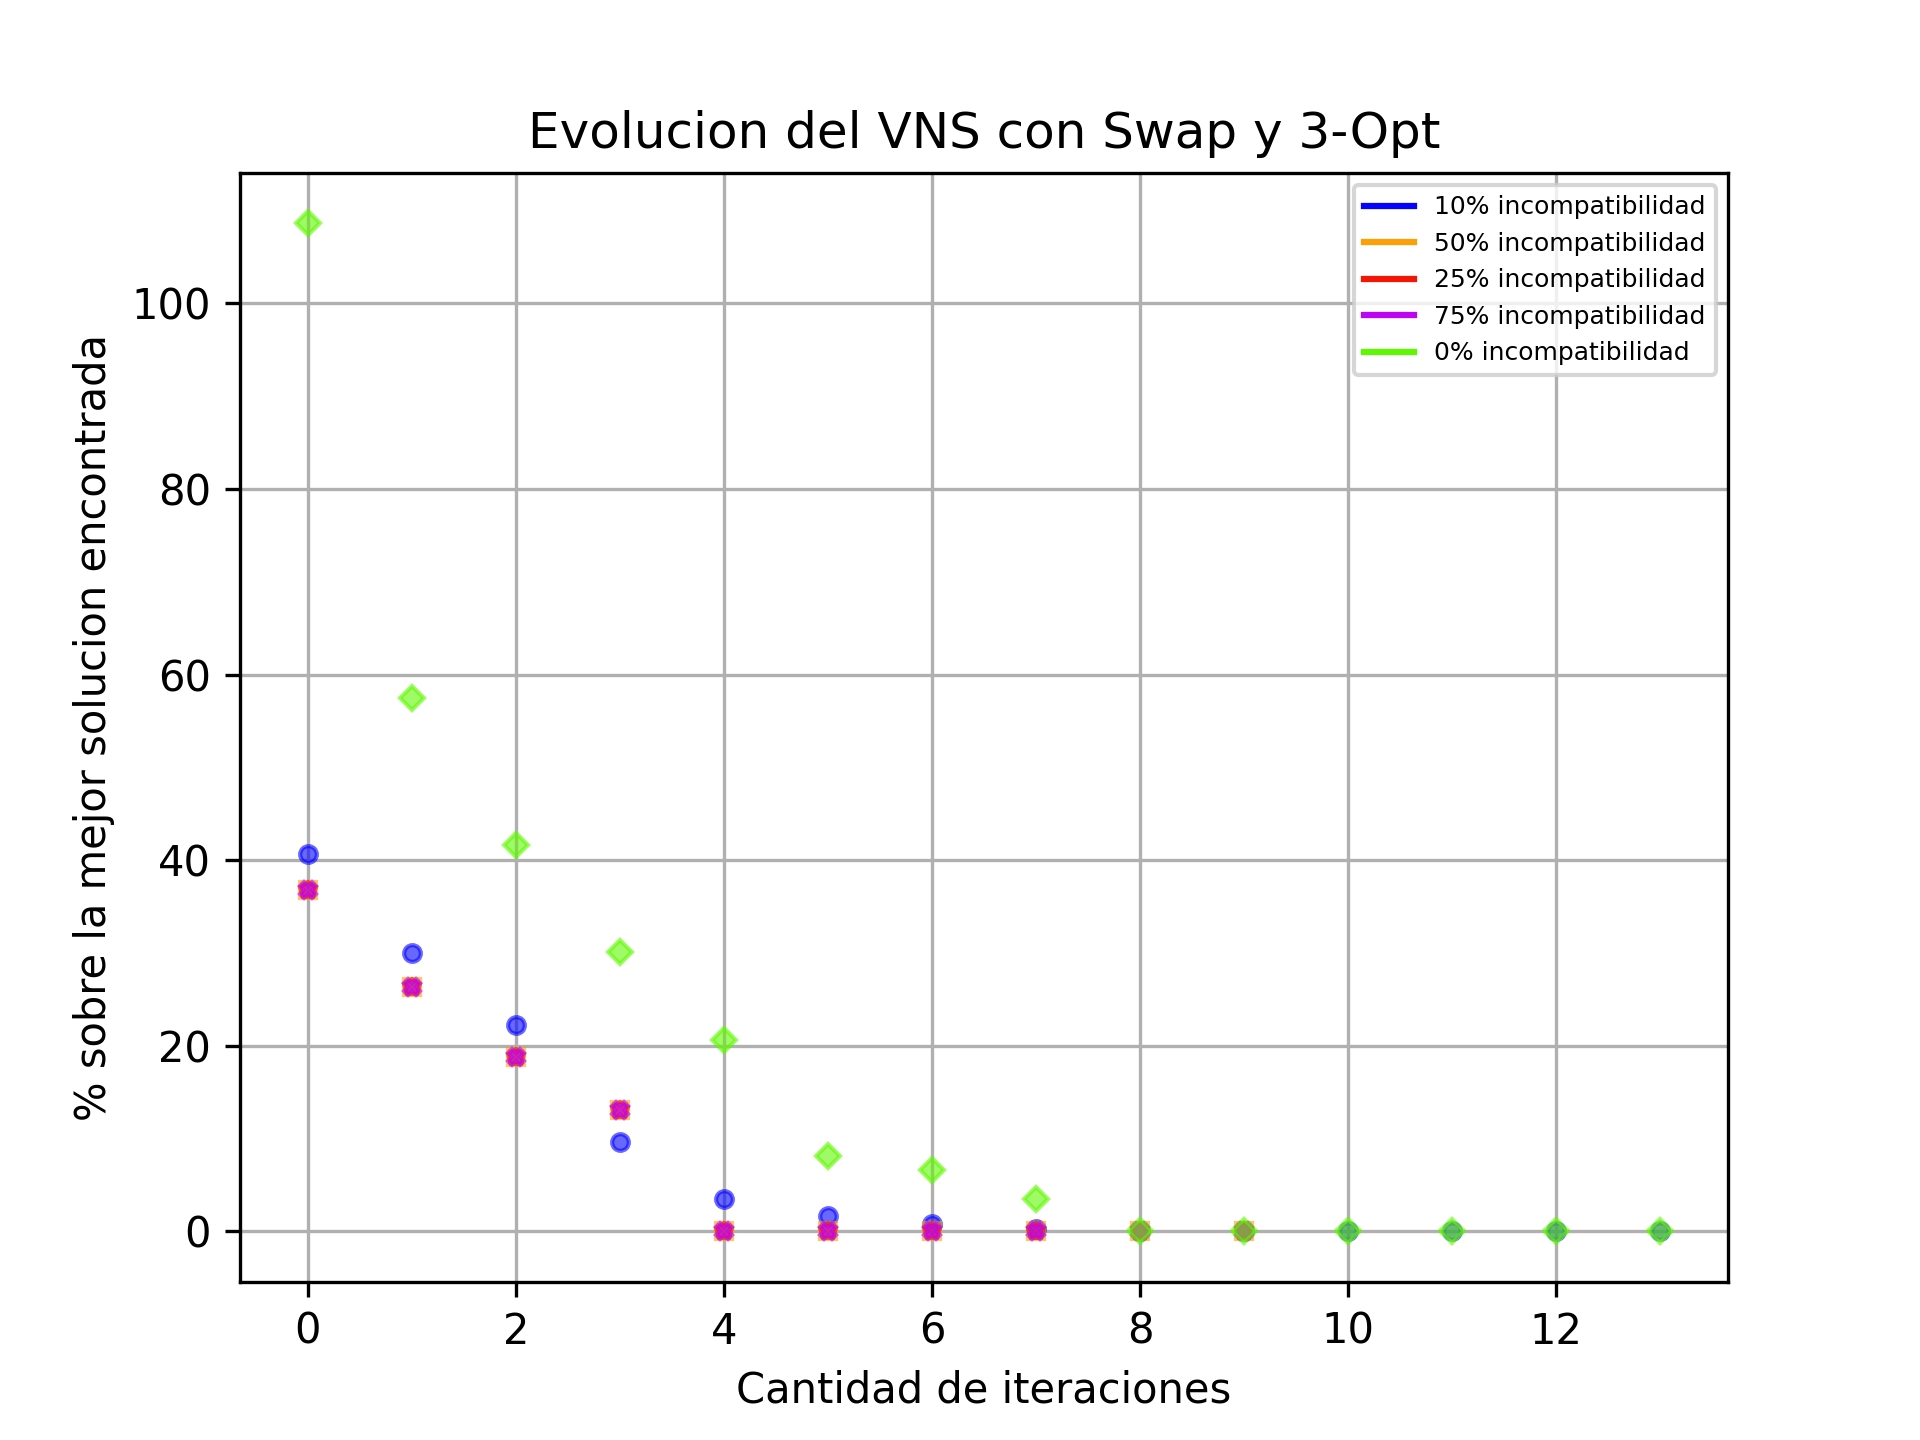 Evolucion del VNS con Swap y 3-Opt
10% incompatibilidad
50% incompatibilidad
25% incompatibilidad
75% incompatibilidad
0% incompatibilidad
% sobre la mejor solucion encontrada
100
80
60
40
20
0
0 2 4 6 8 10 12
Cantidad de iteraciones